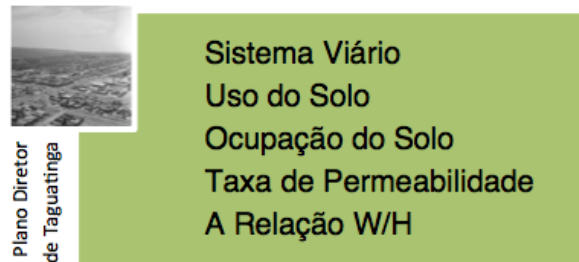 Sistema Viário
Uso do Solo
Ocupação do Solo
Taxa de Permeabilidade
A Relação W/H
Plano Diretor
de Taguatinga